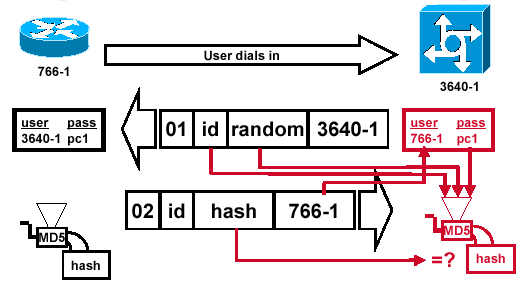 User dials in
766-1
3640-1
user pass
3640-1 pc1
01 id random 3640-1
user pass
766-1 pc1
02 id hash 766-1
MD5
hash
=?
MD5
hash